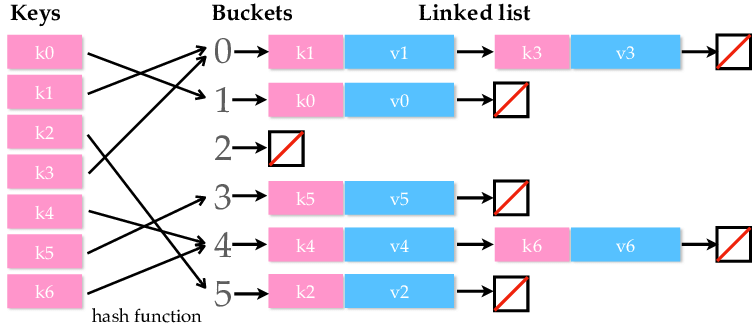 Keys Buckets Linked list
k0 0 k1 v1 k3 v3
k1 1 k0 v0
k2 2
k3 3 k5 v5
k4 4 k4 v4 k6 v6
k5 5 k2 v2
k6
hash function